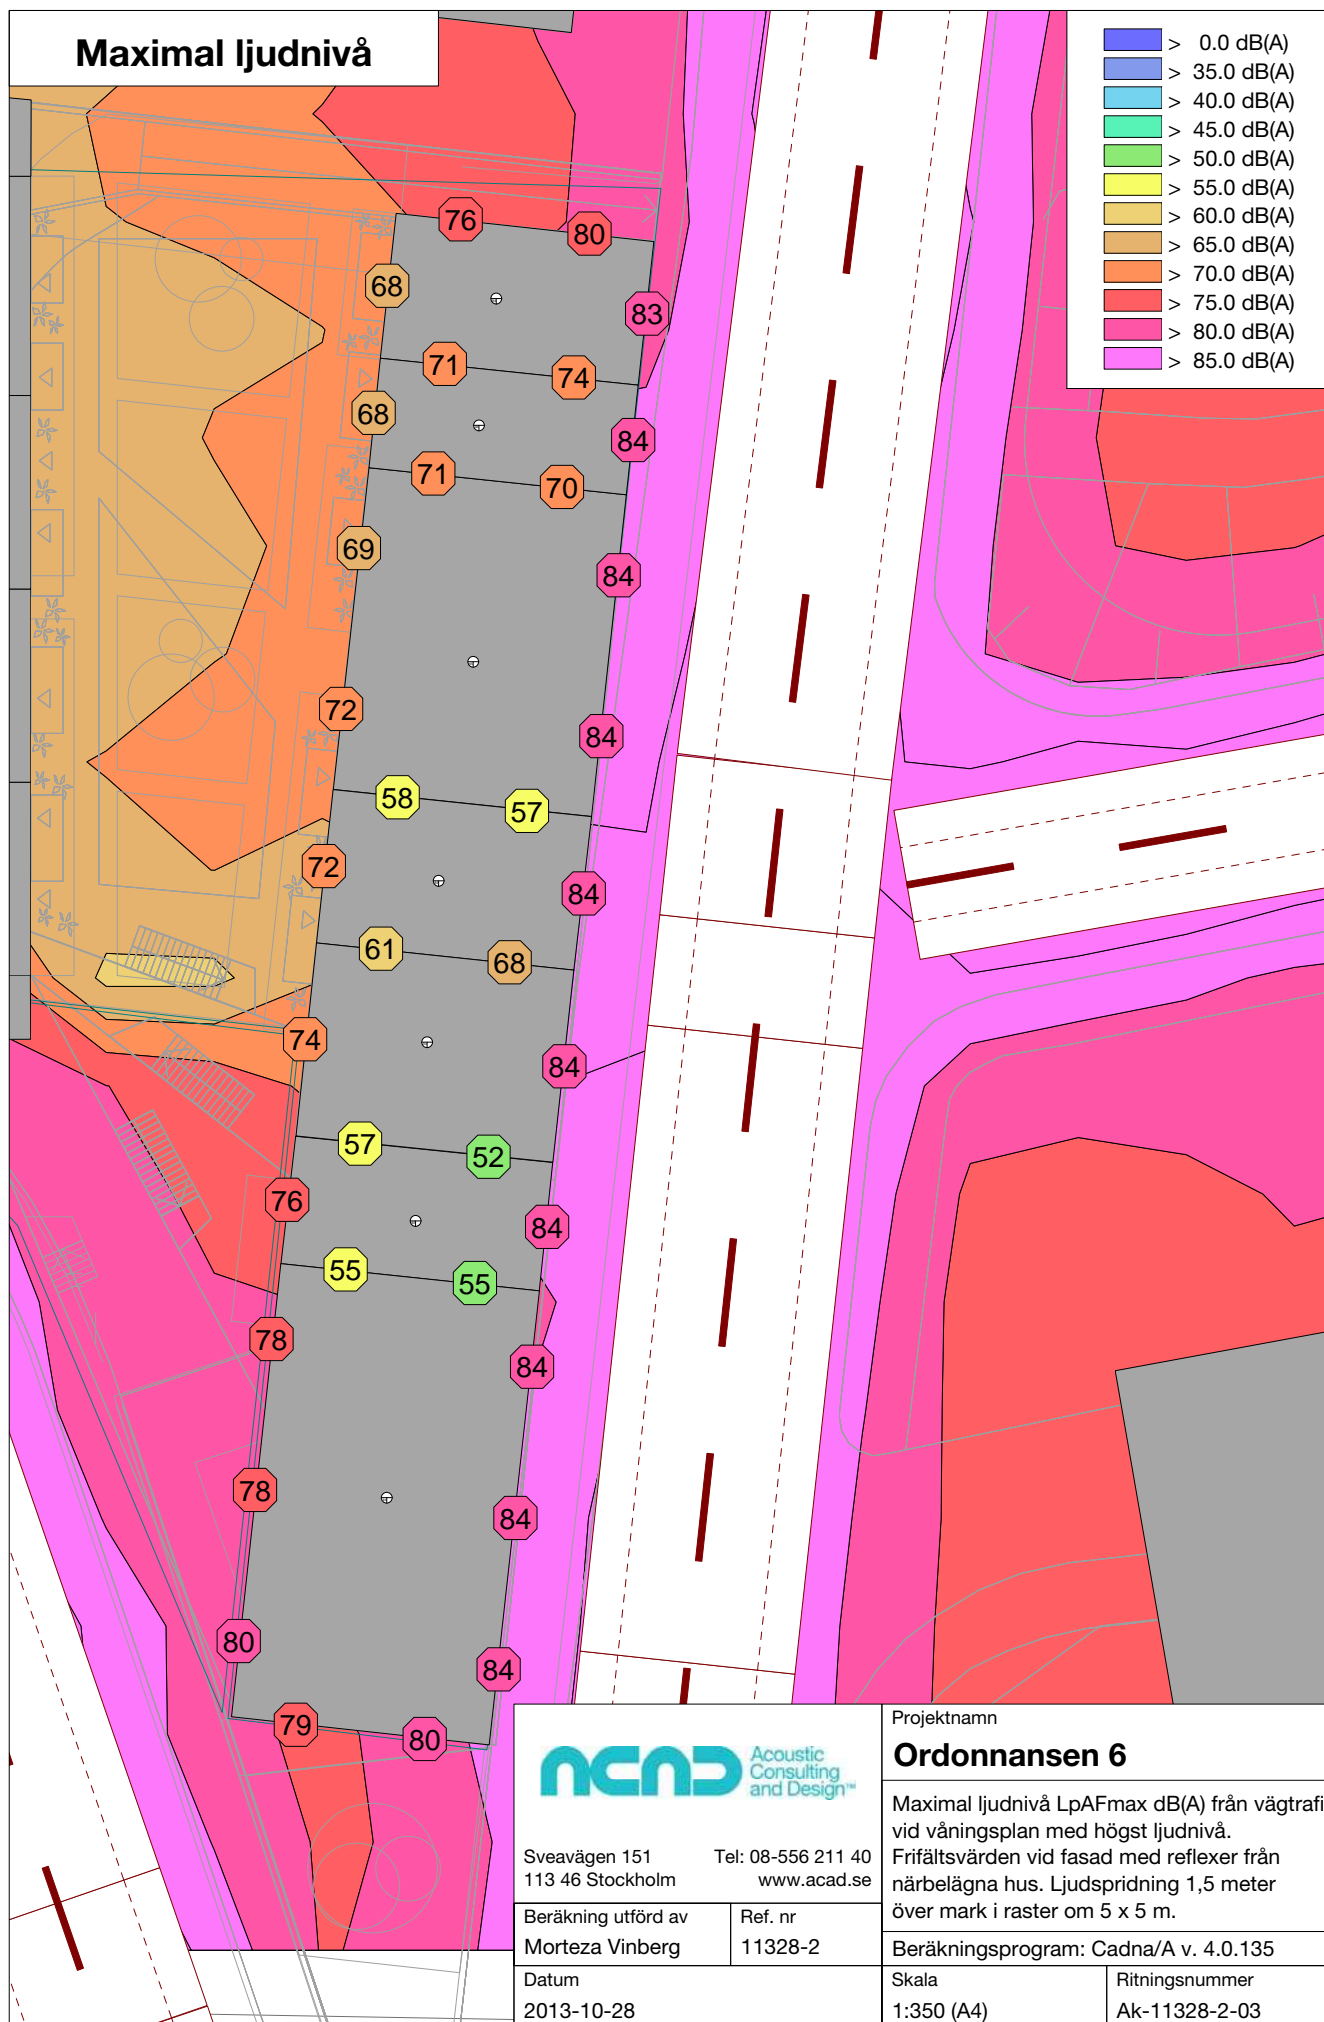 Maximal ljudnivå
> 0.0 dB(A)
> 35.0 dB(A)
> 40.0 dB(A)
> 45.0 dB(A)
> 50.0 dB(A)
> 55.0 dB(A)
> 60.0 dB(A)
> 65.0 dB(A)
> 70.0 dB(A)
> 75.0 dB(A)
> 80.0 dB(A)
> 85.0 dB(A)
76
80
68
83
71
74
68
84
71
70
69
84
72
84
58
57
72
84
61
68
74
84
57
52
76
84
55
55
78
84
78
84
80
84
79
80
ACAD
Acoustic
Consulting
and Design™
Sveavägen 151
113 46 Stockholm
Tel: 08-556 211 40
www.acad.se
Beräkning utförd av
Morteza Vinberg
Ref. nr
11328-2
Datum
2013-10-28
Projektnamn
Ordonnansen 6
Maximal ljudnivå LpAFmax dB(A) från vägtrafi
vid våningsplan med högst ljudnivå.
Frifältsvärden vid fasad med reflexer från
närbelägna hus. Ljudspridning 1,5 meter
över mark i raster om 5 x 5 m.
Beräkningsprogram: Cadna/A v. 4.0.135
Skala
1:350 (A4)
Ritningsnummer
Ak-11328-2-03